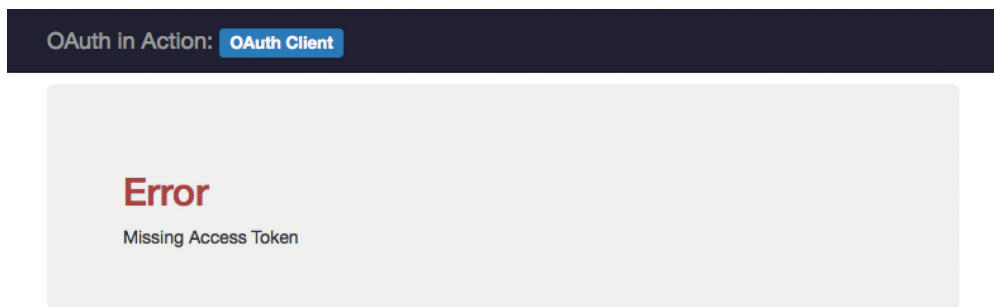 OAuth in Action: OAuth Client
Error
Missing Access Token